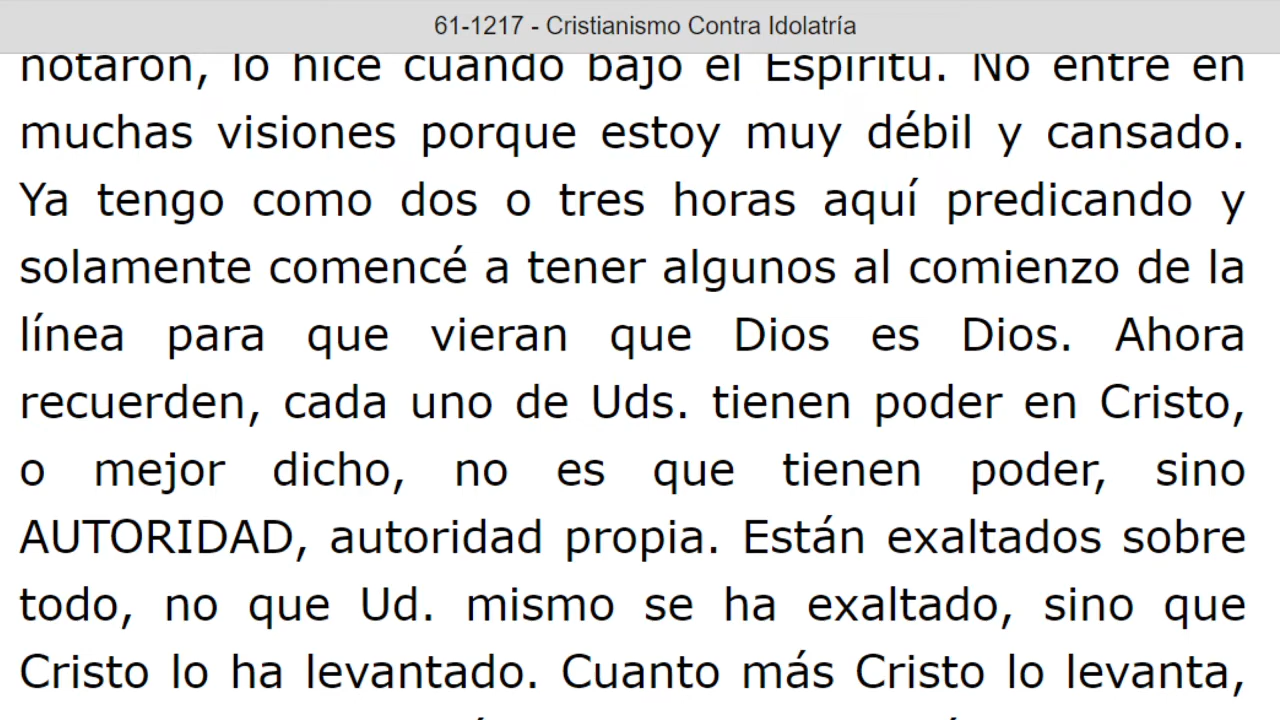 61-1217 - Cristianismo Contra Idolatría
notaron, lo hice cuando bajo el Espíritu. No entre en
muchas visiones porque estoy muy débil y cansado.
Ya tengo como dos o tres horas aquí predicando y
solamente comencé a tener algunos al comienzo de la
línea para que vieran que Dios es Dios. Ahora
recuerden, cada uno de Uds. tienen poder en Cristo,
o mejor dicho, no es que tienen poder, sino
AUTORIDAD, autoridad propia. Están exaltados sobre
todo, no que Ud. mismo se ha exaltado, sino que
Cristo lo ha levantado. Cuanto más Cristo lo levanta,